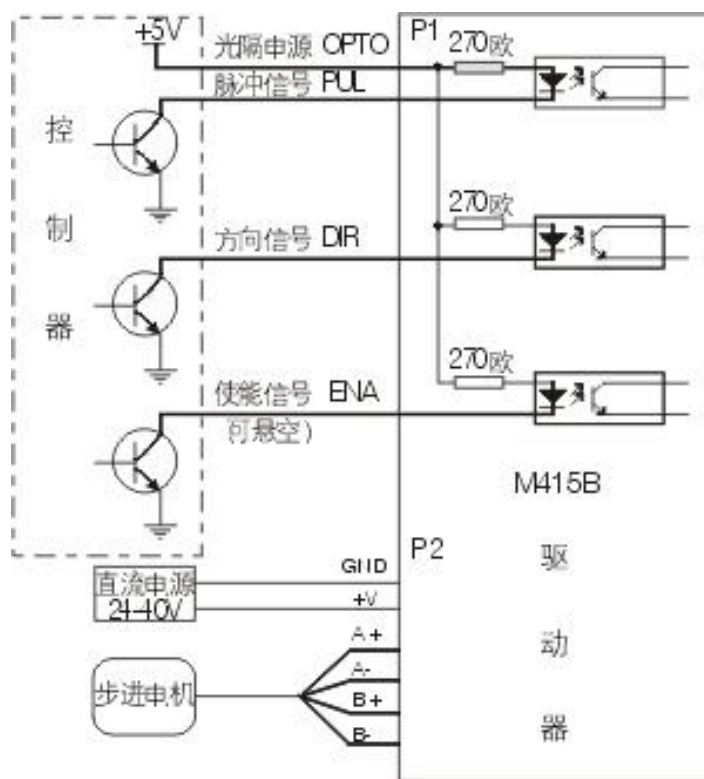 +5V
光隔电源 OPTO
P1
270欧
脉冲信号 PUL
控
制
器
270欧
方向信号 DIR
270欧
使能信号 ENA
(可悬空)
M415B
P2
驱
动
器
GND
直流电源
24-40V
+V
A+
A-
步进电机
B+
B-